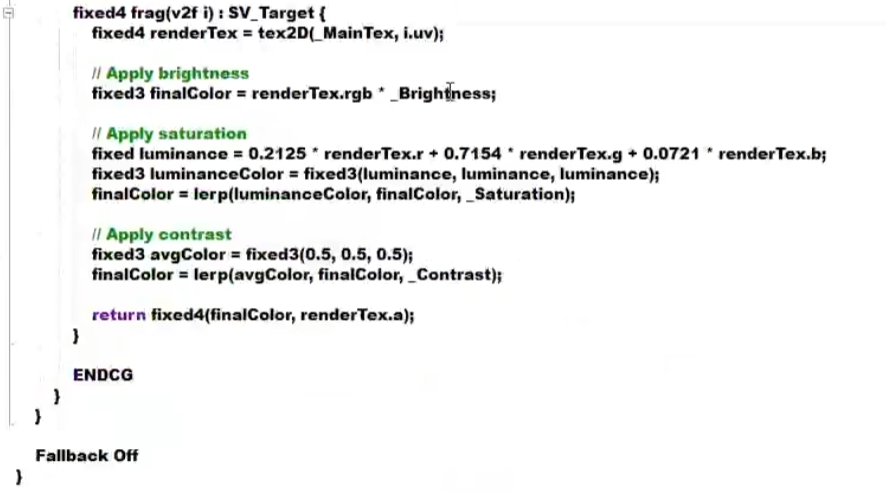 fixed4 frag(v2f i) : SV_Target {
fixed4 renderTex = tex2D(_MainTex, i.uv);
// Apply brightness
fixed3 finalColor = renderTex.rgb * _Brightness;
// Apply saturation
fixed luminance = 0.2125 * renderTex.r + 0.7154 * renderTex.g + 0.0721 * renderTex.b;
fixed3 luminanceColor = fixed3(luminance, luminance, luminance);
finalColor = lerp(luminanceColor, finalColor, _Saturation);
// Apply contrast
fixed3 avgColor = fixed3(0.5, 0.5, 0.5);
finalColor = lerp(avgColor, finalColor, _Contrast);
return fixed4(finalColor, renderTex.a);
}
ENDCG
}
}
Fallback Off
}